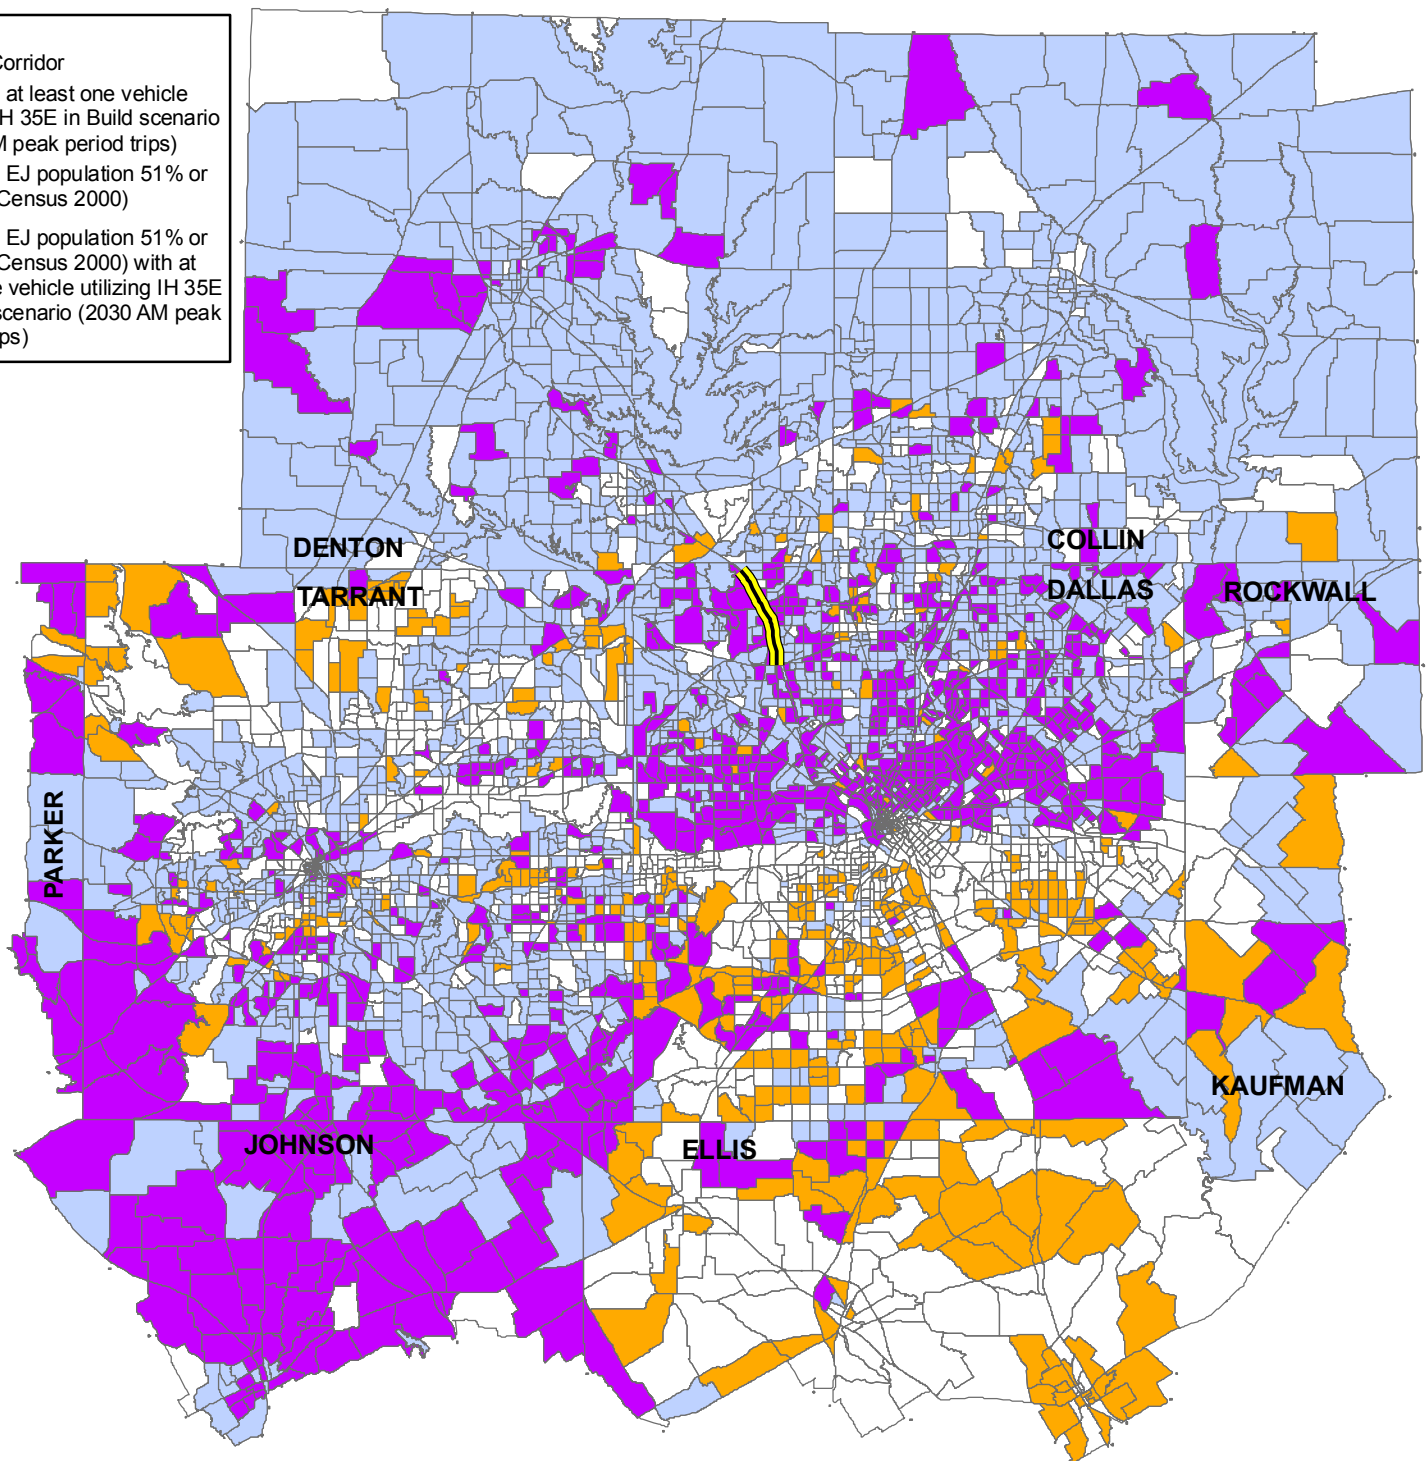 Corridor
at least one vehicle
IH 35E in Build scenario
peak period trips)
EJ population 51% or
Census 2000)
EJ population 51% or
Census 2000) with at
vehicle utilizing IH 35E
scenario (2030 AM peak
DENTON
COLLIN
TARRANT
DALLAS
ROCKWALL
PARKER
KAUFMAN
JOHNSON
ELLIS